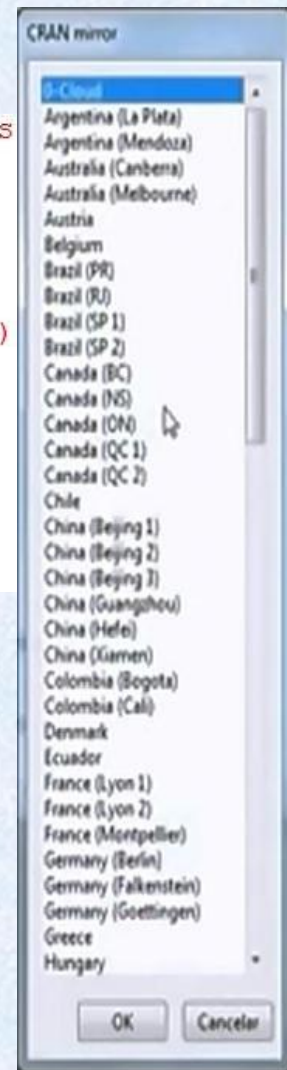 CRAN mirror
0-Cloud
s
Argentina (La Plata)
Argentina (Mendoza)
Australia (Canberra)
Australia (Melbourne)
Austria
Belgium
Brazil (PR)
Brazil (RJ)
Brazil (SP 1)
)
Brazil (SP 2)
Canada (BC)
Canada (NS)
Canada (ON)
Canada (QC 1)
Canada (QC 2)
Chile
China (Beijing 1)
China (Beijing 2)
China (Beijing 3)
China (Guangzhou)
China (Hefei)
China (Xiamen)
Colombia (Bogota)
Colombia (Cali)
Denmark
Ecuador
France (Lyon 1)
France (Lyon 2)
France (Montpellier)
Germany (Berlin)
Germany (Falkenstein)
Germany (Goettingen)
Greece
Hungary
OK
Cancelar